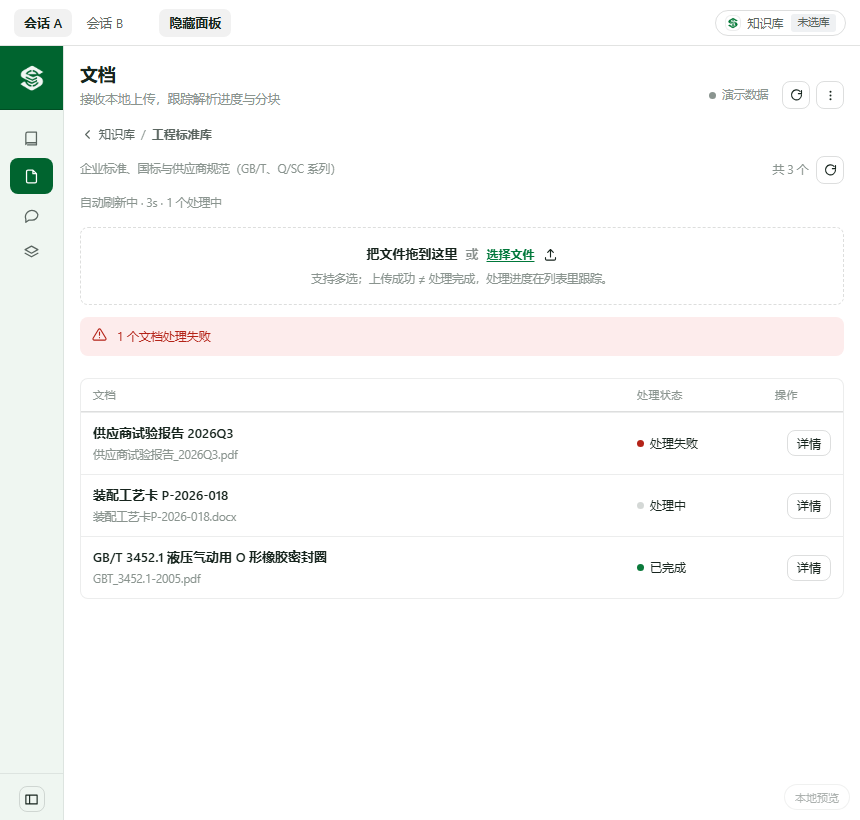 会话 A 会话 B 隐藏面板 知识库 未选库
文档
接收本地上传，跟踪解析进度与分块
演示数据
知识库 / 工程标准库
企业标准、国标与供应商规范（GB/T、Q/SC 系列）
共 3 个
自动刷新中 · 3s · 1 个处理中
把文件拖到这里 或 选择文件
支持多选；上传成功 ≠ 处理完成，处理进度在列表里跟踪。
1 个文档处理失败
文档 处理状态 操作
供应商试验报告 2026Q3
供应商试验报告_2026Q3.pdf
处理失败 详情
装配工艺卡 P-2026-018
装配工艺卡P-2026-018.docx
处理中 详情
GB/T 3452.1 液压气动用 O 形橡胶密封圈
GBT_3452.1-2005.pdf
已完成 详情
本地预览